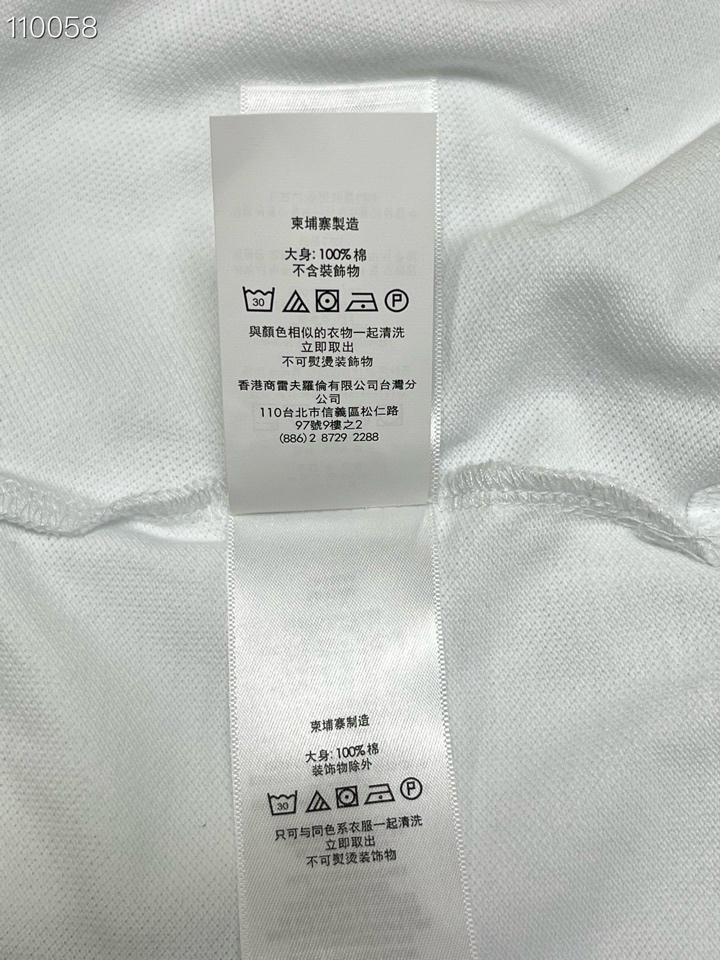 110058
柬埔寨製造
大身: 100% 棉
不含裝飾物
30
P
與顏色相似的衣物一起清洗
立即取出
不可熨燙裝飾物
香港商雷夫羅倫有限公司台灣分
公司
110台北市信義區松仁路
97號9樓之2
(886)2 8729 2288
柬埔寨制造
大身: 100% 棉
装饰物除外
30
P
只可与同色系衣服一起清洗
立即取出
不可熨烫装饰物